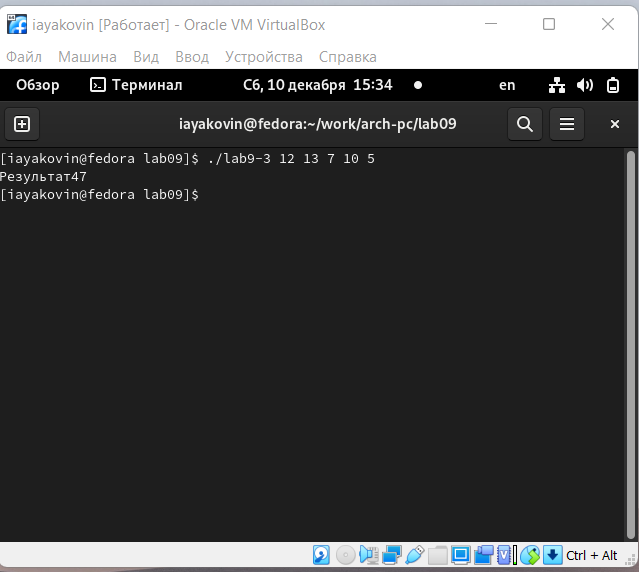 iayakovin [Работает] - Oracle VM VirtualBox
Файл Машина Вид Ввод Устройства Справка
Обзор Терминал Сб, 10 декабря 15:34 en
iayakovin@fedora:~/work/arch-pc/lab09
[iayakovin@fedora lab09]$ ./lab9-3 12 13 7 10 5
Результат47
[iayakovin@fedora lab09]$
Ctrl + Alt